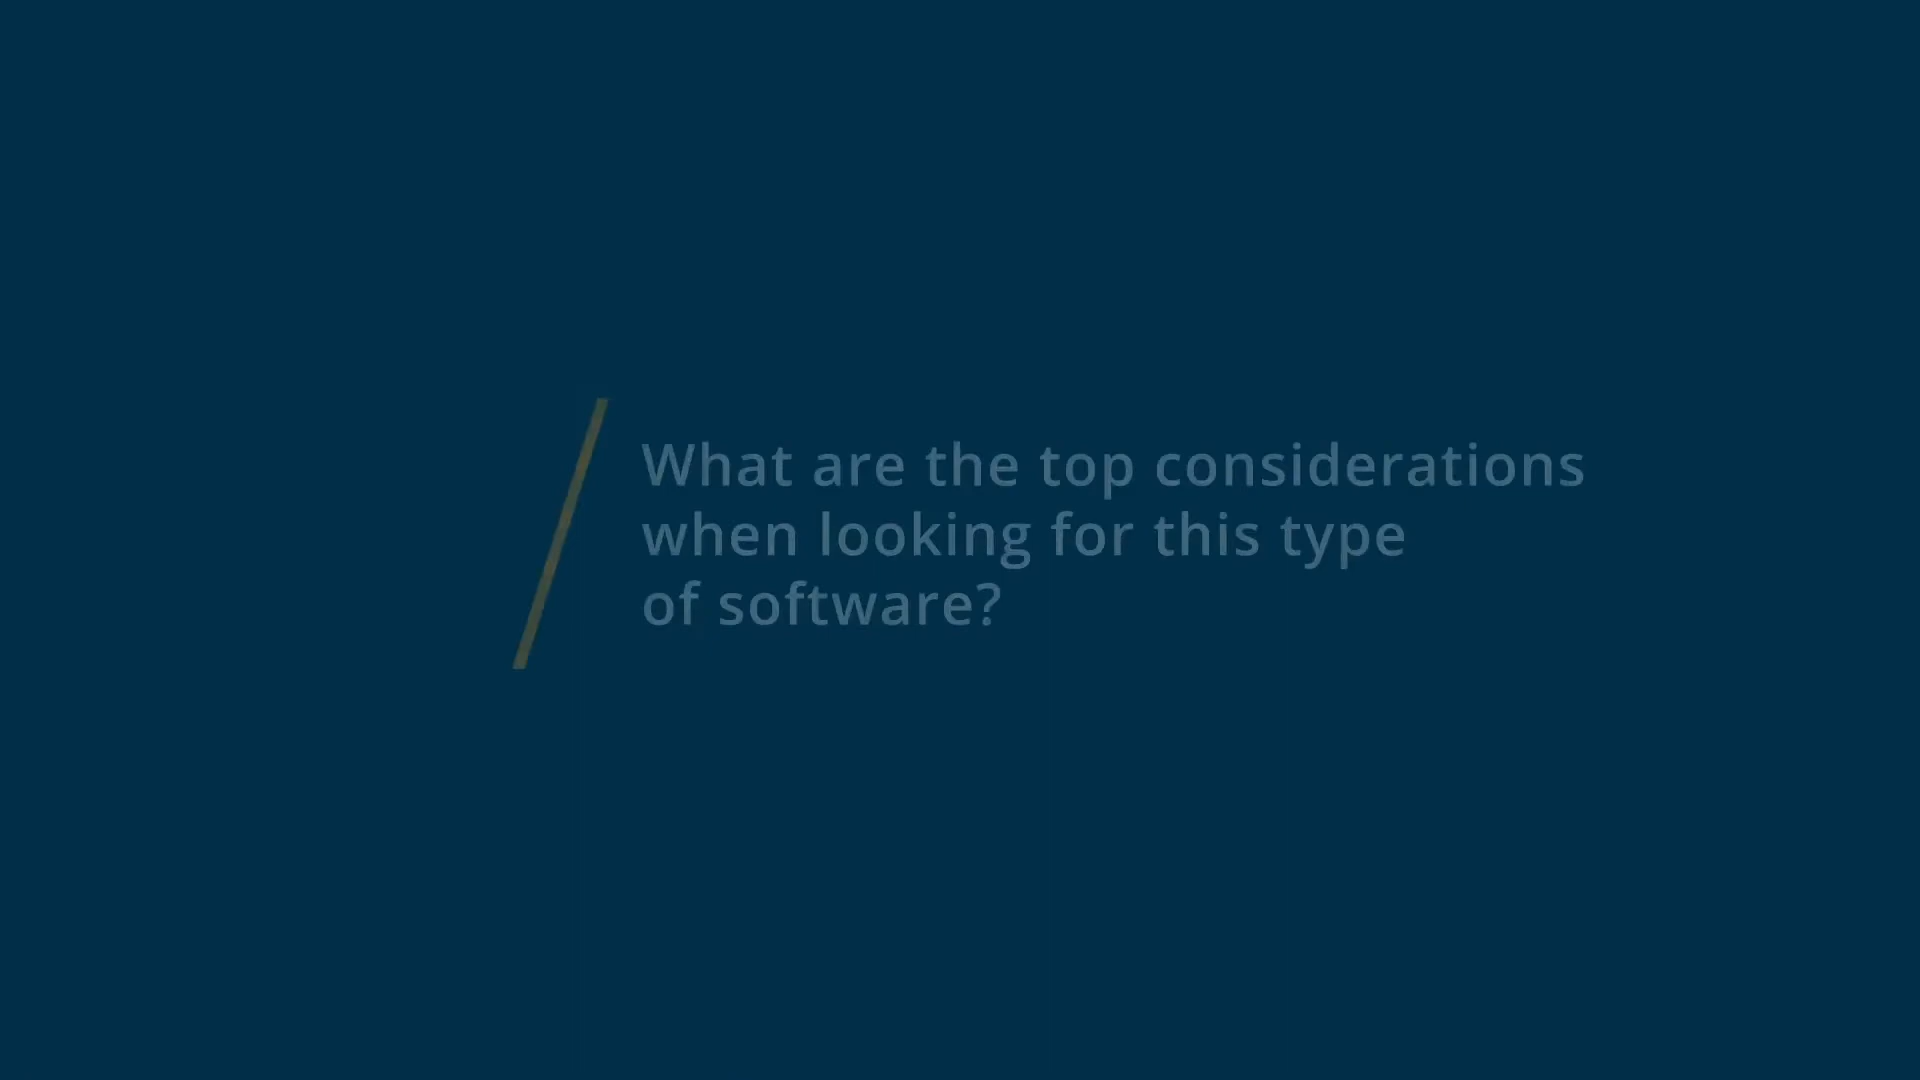 What are the top considerations
when looking for this type
of software?